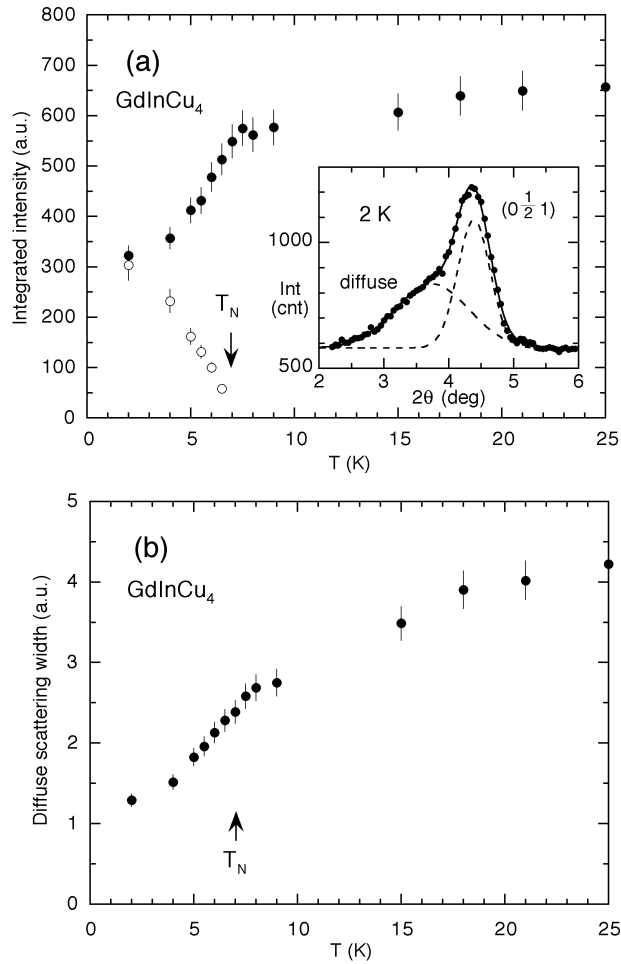 800
700
600
500
400
300
200
100
0
Integrated intensity (a.u.)
(a)
GdInCu4
T_N
2 K
(0 1/2 1)
diffuse
Int
(cnt)
1000
500
2 3 4 5 6
2θ (deg)
0 5 10 15 20 25
T (K)
5
4
3
2
1
0
Diffuse scattering width (a.u.)
(b)
GdInCu4
T_N
0 5 10 15 20 25
T (K)